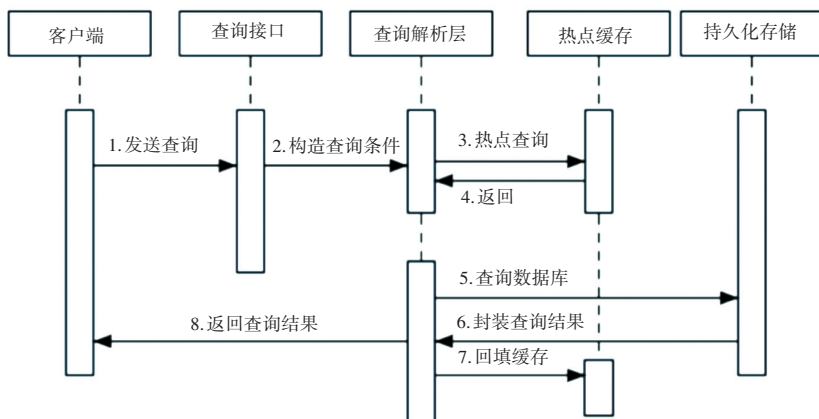 客户端
查询接口
查询解析层
热点缓存
持久化存储
1.发送查询
2.构造查询条件
3.热点查询
4.返回
5.查询数据库
6.封装查询结果
8.返回查询结果
7.回填缓存